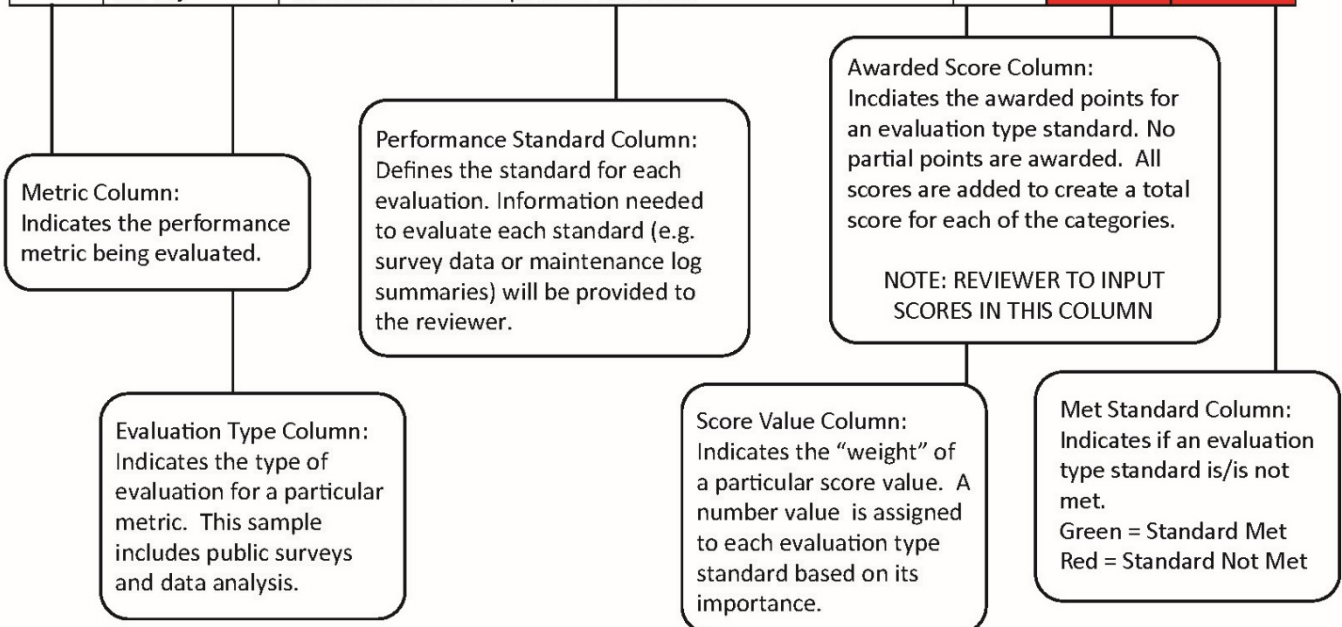 Metric Column:
Indicates the performance
metric being evaluated.
Performance Standard Column:
Defines the standard for each
evaluation. Information needed
to evaluate each standard (e.g.
survey data or maintenance log
summaries) will be provided to
the reviewer.
Awarded Score Column:
Incdiates the awarded points for
an evaluation type standard. No
partial points are awarded.  All
scores are added to create a total
score for each of the categories.
NOTE: REVIEWER TO INPUT
SCORES IN THIS COLUMN
Evaluation Type Column:
Indicates the type of
evaluation for a particular
metric.  This sample
includes public surveys
and data analysis.
Score Value Column:
Indicates the “weight” of
a particular score value.  A
number value  is assigned
to each evaluation type
standard based on its
importance.
Met Standard Column:
Indicates if an evaluation
type standard is/is not
met.
Green = Standard Met
Red = Standard Not Met